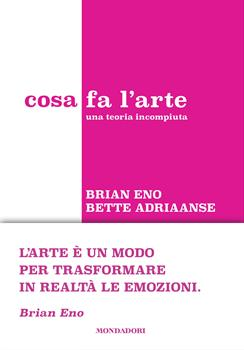 cosa fa l'arte
una teoria incompiuta
BRIAN ENO
BETTE ADRIAANSE
L'ARTE È UN MODO
PER TRASFORMARE
IN REALTÀ LE EMOZIONI.
Brian Eno
MONDADORI